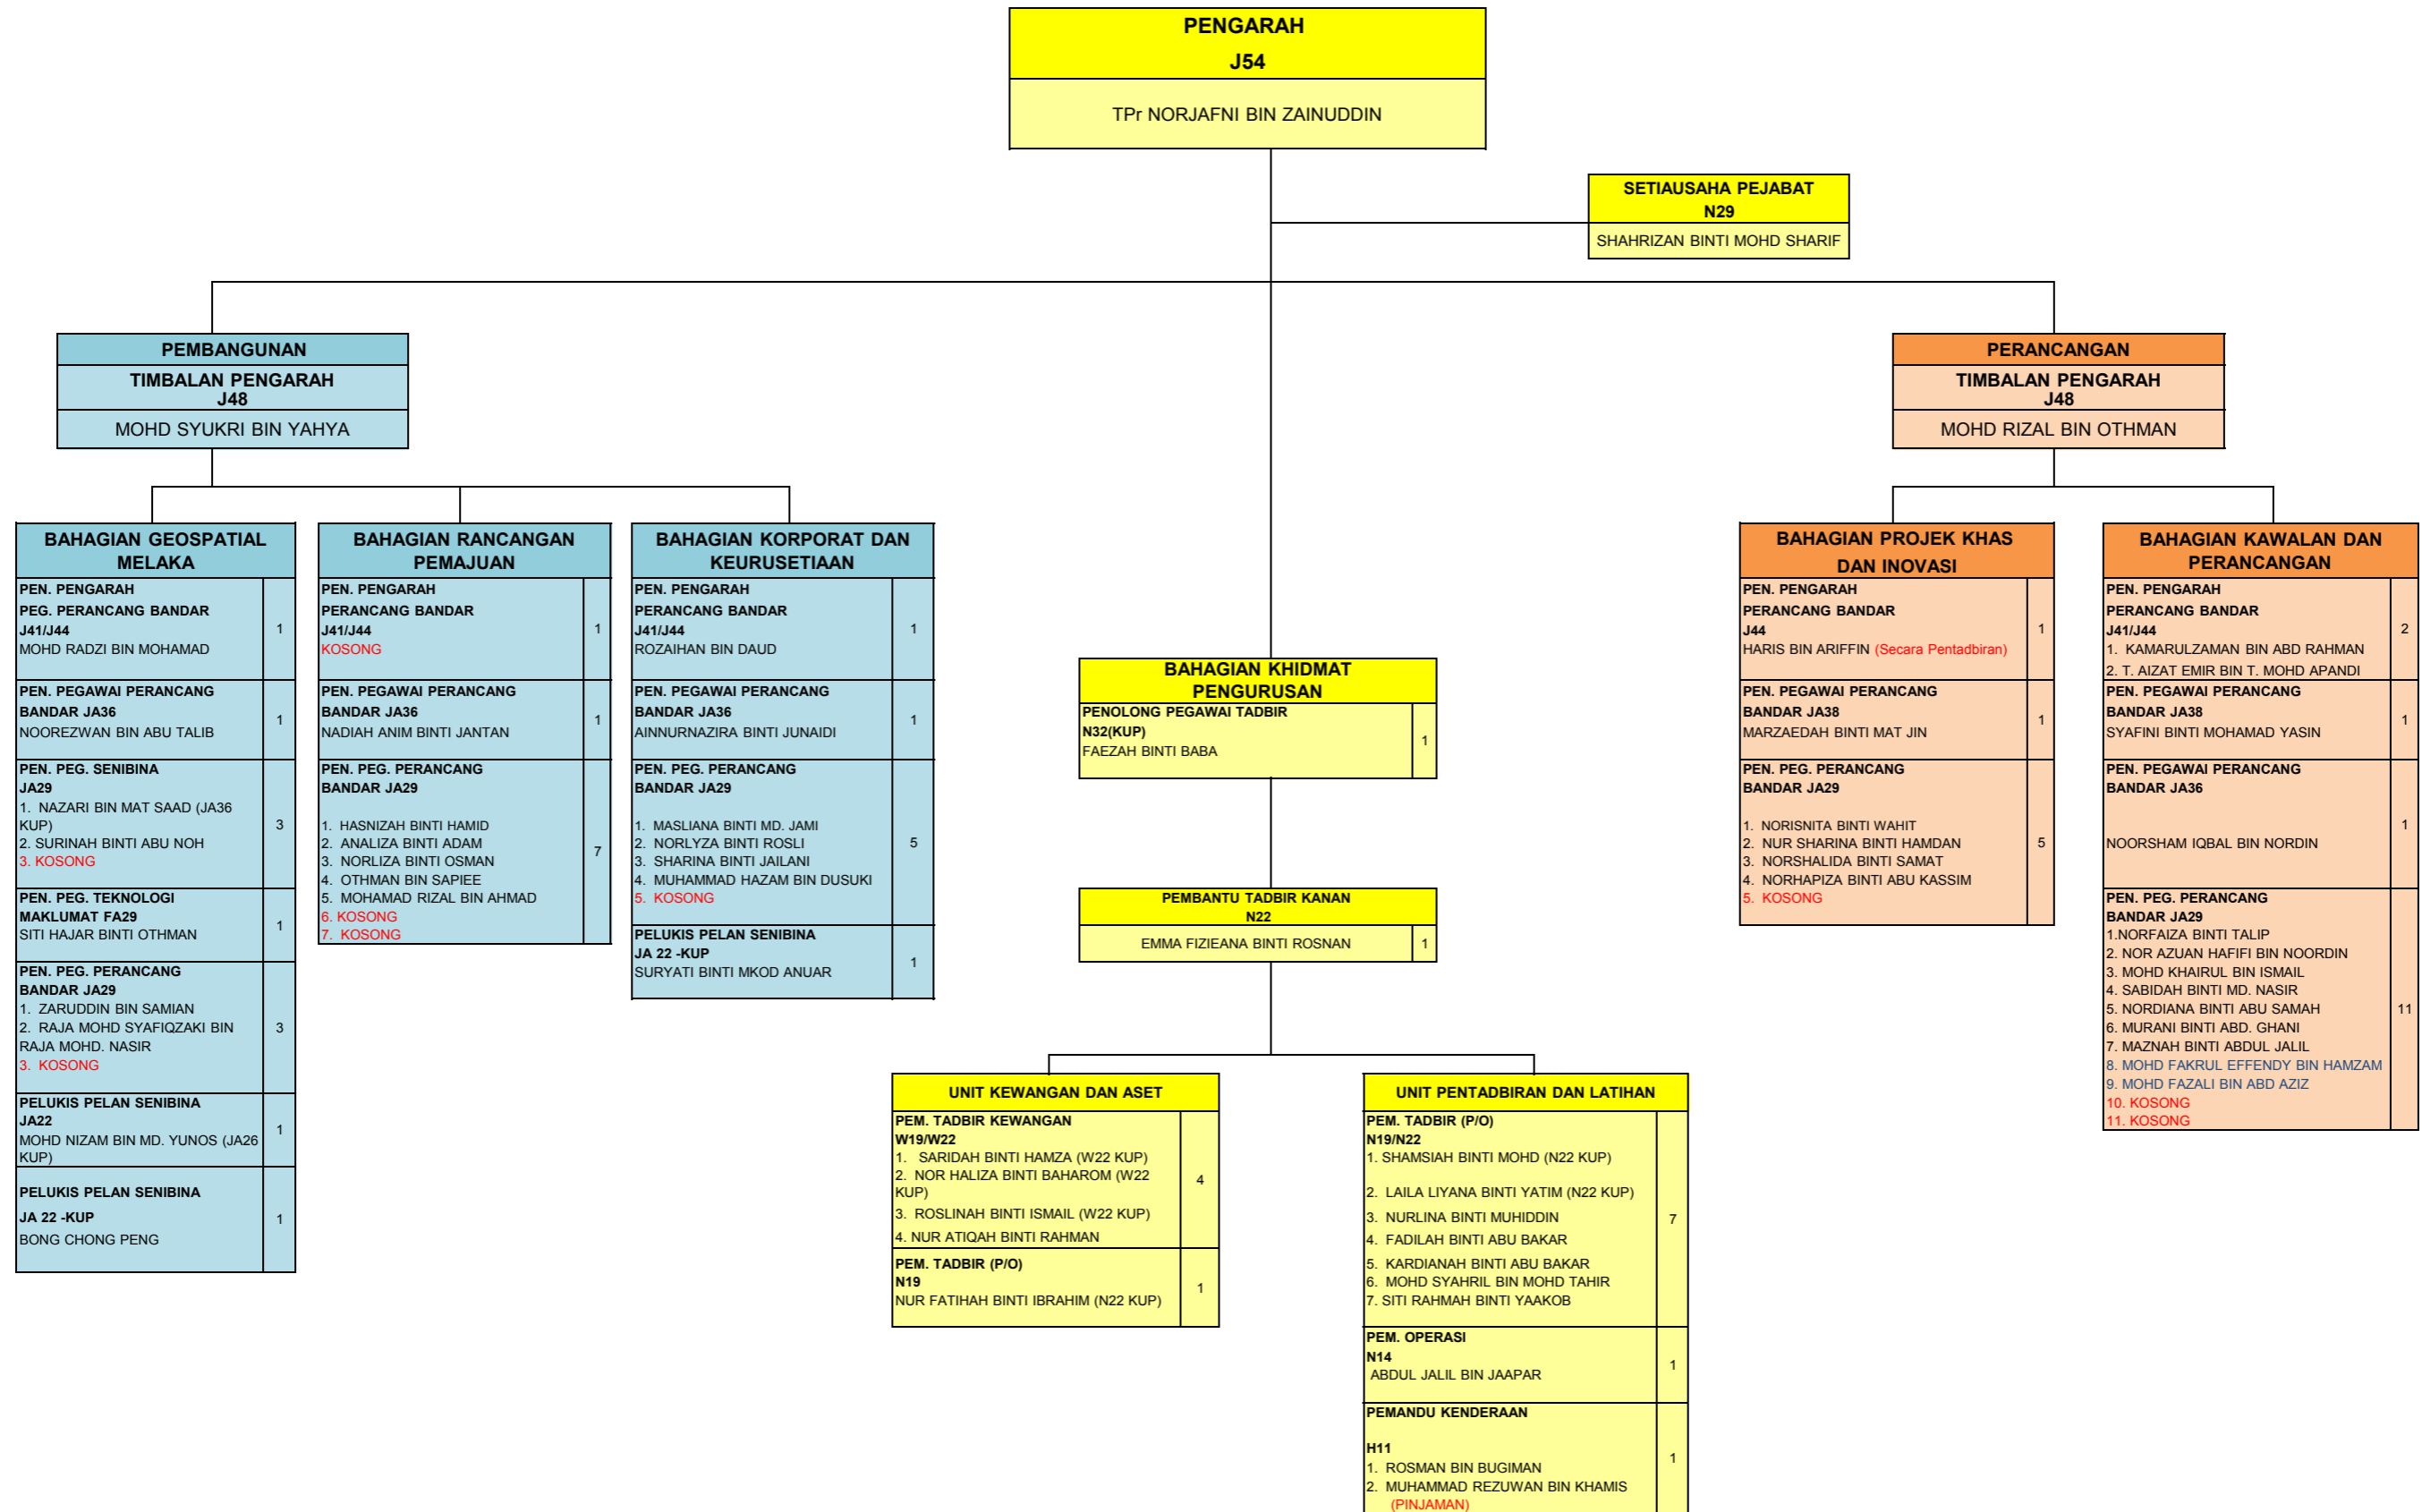 PENGARAH
J54
TPr NORJAFNI BIN ZAINUDDIN
SETIAUSAHA PEJABAT
N29
SHAHRIZAN BINTI MOHD SHARIF
PEMBANGUNAN
TIMBALAN PENGARAH
J48
MOHD SYUKRI BIN YAHYA
PERANCANGAN
TIMBALAN PENGARAH
J48
MOHD RIZAL BIN OTHMAN
BAHAGIAN GEOSPATIAL
MELAKA
PEN. PENGARAH
PEG. PERANCANG BANDAR
J41/J44
MOHD RADZI BIN MOHAMAD
1
PEN. PEGAWAI PERANCANG
BANDAR JA36
NOOREZWAN BIN ABU TALIB
1
PEN. PEG. SENIBINA
JA29
1. NAZARI BIN MAT SAAD (JA36
KUP)
2. SURINAH BINTI ABU NOH
3. KOSONG
3
PEN. PEG. TEKNOLOGI
MAKLUMAT FA29
SITI HAJAR BINTI OTHMAN
1
PEN. PEG. PERANCANG
BANDAR JA29
1. ZARUDDIN BIN SAMIAN
2. RAJA MOHD SYAFIQZAKI BIN
RAJA MOHD. NASIR
3. KOSONG
3
PELUKIS PELAN SENIBINA
JA22
MOHD NIZAM BIN MD. YUNOS (JA26
KUP)
1
PELUKIS PELAN SENIBINA
JA 22 -KUP
BONG CHONG PENG
1
BAHAGIAN RANCANGAN
PEMAJUAN
PEN. PENGARAH
PERANCANG BANDAR
J41/J44
KOSONG
1
PEN. PEGAWAI PERANCANG
BANDAR JA36
NADIAH ANIM BINTI JANTAN
1
PEN. PEG. PERANCANG
BANDAR JA29
1. HASNIZAH BINTI HAMID
2. ANALIZA BINTI ADAM
3. NORLIZA BINTI OSMAN
4. OTHMAN BIN SAPIEE
5. MOHAMAD RIZAL BIN AHMAD
6. KOSONG
7. KOSONG
7
BAHAGIAN KORPORAT DAN
KEURUSETIAAN
PEN. PENGARAH
PERANCANG BANDAR
J41/J44
ROZAIHAN BIN DAUD
1
PEN. PEGAWAI PERANCANG
BANDAR JA36
AINNURNAZIRA BINTI JUNAIDI
1
PEN. PEG. PERANCANG
BANDAR JA29
1. MASLIANA BINTI MD. JAMI
2. NORLYZA BINTI ROSLI
3. SHARINA BINTI JAILANI
4. MUHAMMAD HAZAM BIN DUSUKI
5. KOSONG
5
PELUKIS PELAN SENIBINA
JA 22 -KUP
SURYATI BINTI MKOD ANUAR
1
BAHAGIAN KHIDMAT
PENGURUSAN
PENOLONG PEGAWAI TADBIR
N32(KUP)
FAEZAH BINTI BABA
1
PEMBANTU TADBIR KANAN
N22
EMMA FIZIEANA BINTI ROSNAN
1
UNIT KEWANGAN DAN ASET
PEM. TADBIR KEWANGAN
W19/W22
1. SARIDAH BINTI HAMZA (W22 KUP)
2. NOR HALIZA BINTI BAHAROM (W22
KUP)
3. ROSLINAH BINTI ISMAIL (W22 KUP)
4. NUR ATIQAH BINTI RAHMAN
4
PEM. TADBIR (P/O)
N19
NUR FATIHAH BINTI IBRAHIM (N22 KUP)
1
UNIT PENTADBIRAN DAN LATIHAN
PEM. TADBIR (P/O)
N19/N22
1. SHAMSIAH BINTI MOHD (N22 KUP)
2. LAILA LIYANA BINTI YATIM (N22 KUP)
3. NURLINA BINTI MUHIDDIN
4. FADILAH BINTI ABU BAKAR
5. KARDIANAH BINTI ABU BAKAR
6. MOHD SYAHRIL BIN MOHD TAHIR
7. SITI RAHMAH BINTI YAAKOB
7
PEM. OPERASI
N14
ABDUL JALIL BIN JAAPAR
1
PEMANDU KENDERAAN
H11
1. ROSMAN BIN BUGIMAN
2. MUHAMMAD REZUWAN BIN KHAMIS
(PINJAMAN)
1
BAHAGIAN PROJEK KHAS
DAN INOVASI
PEN. PENGARAH
PERANCANG BANDAR
J44
HARIS BIN ARIFFIN (Secara Pentadbiran)
1
PEN. PEGAWAI PERANCANG
BANDAR JA38
MARZAEDAH BINTI MAT JIN
1
PEN. PEG. PERANCANG
BANDAR JA29
1. NORISNITA BINTI WAHIT
2. NUR SHARINA BINTI HAMDAN
3. NORSHALIDA BINTI SAMAT
4. NORHAPIZA BINTI ABU KASSIM
5. KOSONG
5
BAHAGIAN KAWALAN DAN
PERANCANGAN
PEN. PENGARAH
PERANCANG BANDAR
J41/J44
1. KAMARULZAMAN BIN ABD RAHMAN
2. T. AIZAT EMIR BIN T. MOHD APANDI
2
PEN. PEGAWAI PERANCANG
BANDAR JA38
SYAFINI BINTI MOHAMAD YASIN
1
PEN. PEGAWAI PERANCANG
BANDAR JA36
NOORSHAM IQBAL BIN NORDIN
1
PEN. PEG. PERANCANG
BANDAR JA29
1.NORFAIZA BINTI TALIP
2. NOR AZUAN HAFIFI BIN NOORDIN
3. MOHD KHAIRUL BIN ISMAIL
4. SABIDAH BINTI MD. NASIR
5. NORDIANA BINTI ABU SAMAH
6. MURANI BINTI ABD. GHANI
7. MAZNAH BINTI ABDUL JALIL
8. MOHD FAKRUL EFFENDY BIN HAMZAM
9. MOHD FAZALI BIN ABD AZIZ
10. KOSONG
11. KOSONG
11